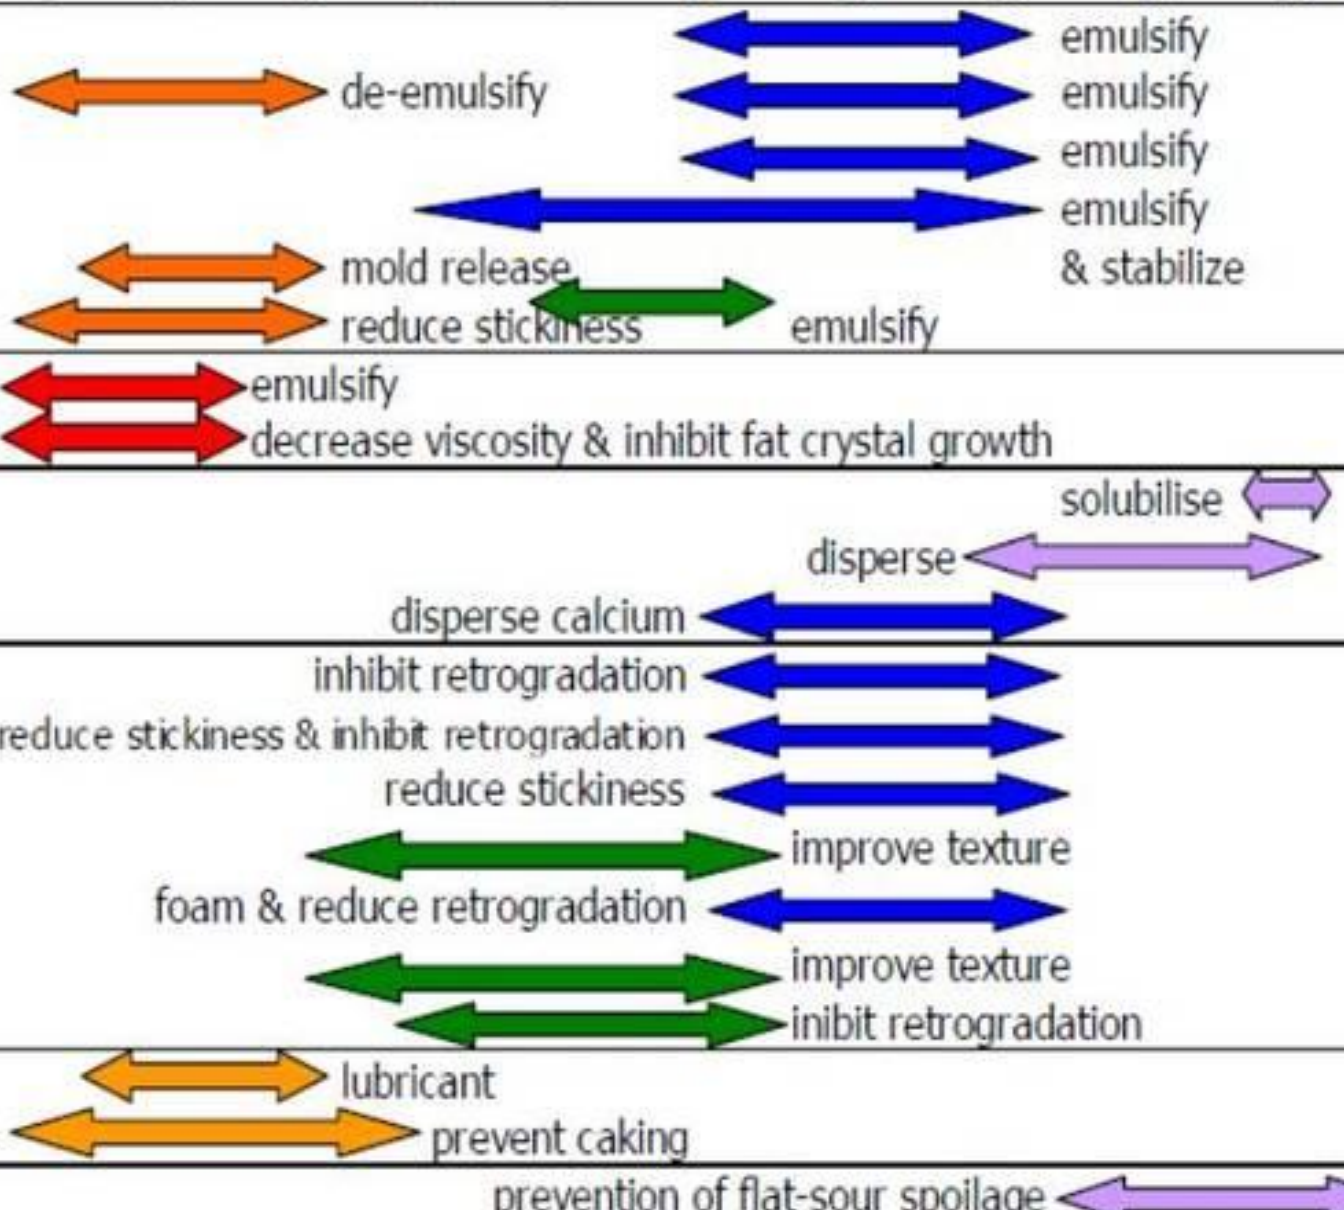 emulsify
de-emulsify
emulsify
emulsify
emulsify
mold release
& stabilize
reduce stickiness
emulsify
emulsify
decrease viscosity & inhibit fat crystal growth
solubilise
disperse
disperse calcium
inhibit retrogradation
reduce stickiness & inhibit retrogradation
reduce stickiness
improve texture
foam & reduce retrogradation
improve texture
inibit retrogradation
lubricant
prevent caking
prevention of flat-sour spoilage